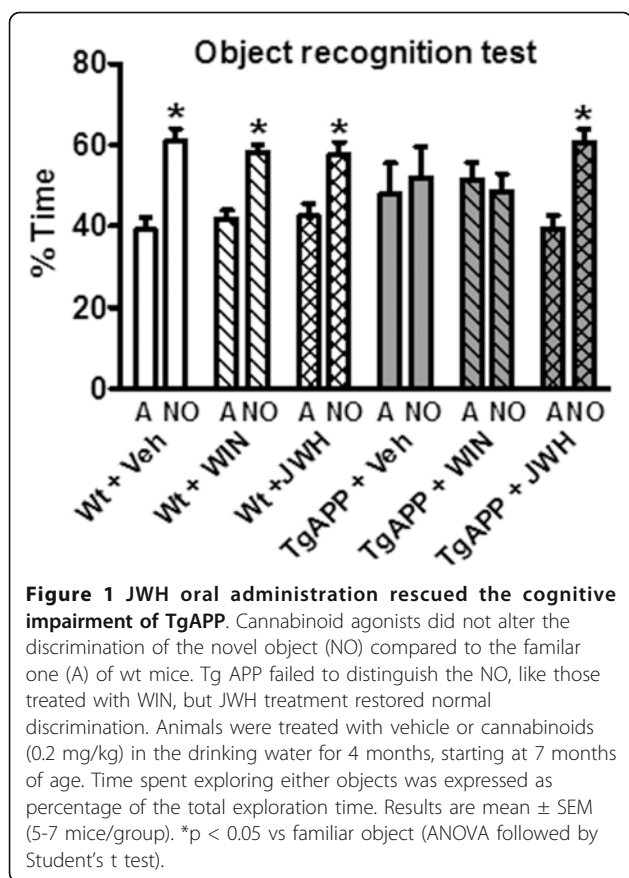 Object recognition test
80
60
40
20
0
% Time
* * * *
A NO A NO A NO A NO A NO A NO
Wt + Veh
Wt + WIN
Wt +JWH
TgAPP + Veh
TgAPP + WIN
TgAPP + JWH
Figure 1 JWH oral administration rescued the cognitive
impairment of TgAPP. Cannabinoid agonists did not alter the
discrimination of the novel object (NO) compared to the familar
one (A) of wt mice. Tg APP failed to distinguish the NO, like those
treated with WIN, but JWH treatment restored normal
discrimination. Animals were treated with vehicle or cannabinoids
(0.2 mg/kg) in the drinking water for 4 months, starting at 7 months
of age. Time spent exploring either objects was expressed as
percentage of the total exploration time. Results are mean ± SEM
(5-7 mice/group). *p < 0.05 vs familiar object (ANOVA followed by
Student's t test).